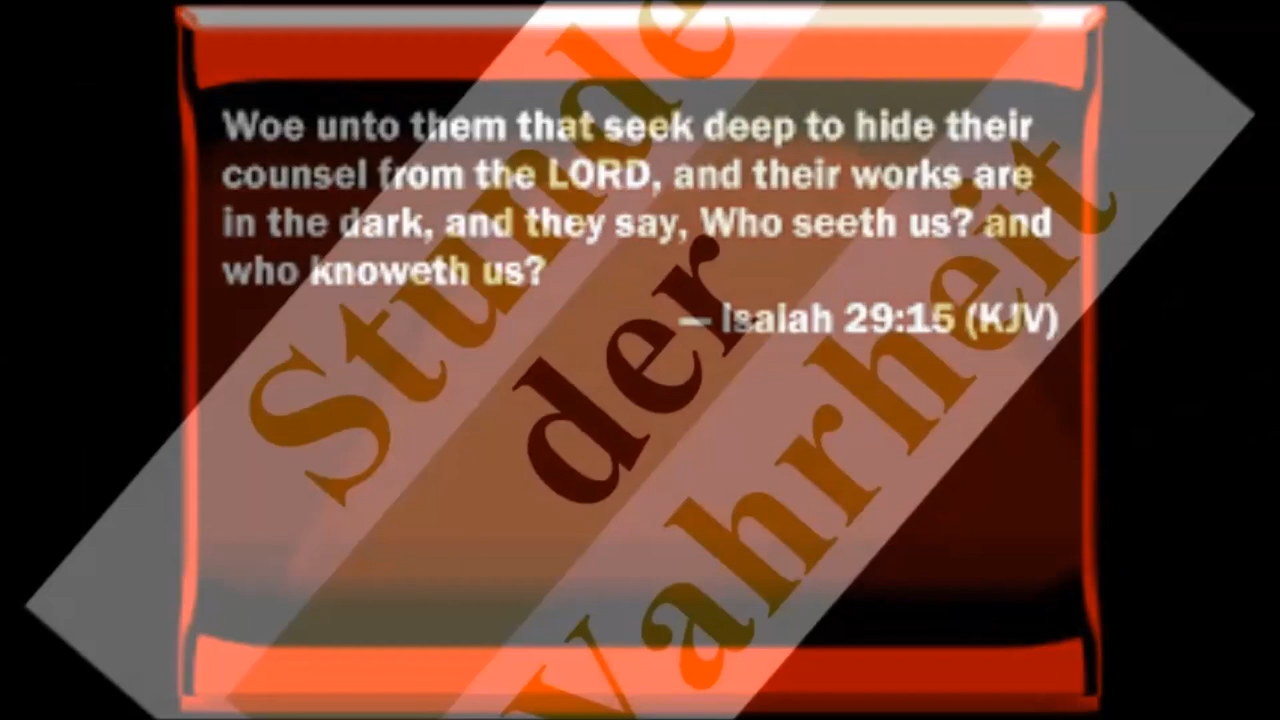 Woe unto them that seek deep to hide their
counsel from the LORD, and their works are
in the dark, and they say, Who seeth us? and
who knoweth us?
— Isaiah 29:15 (KJV)
Stunde
der
Wahrheit